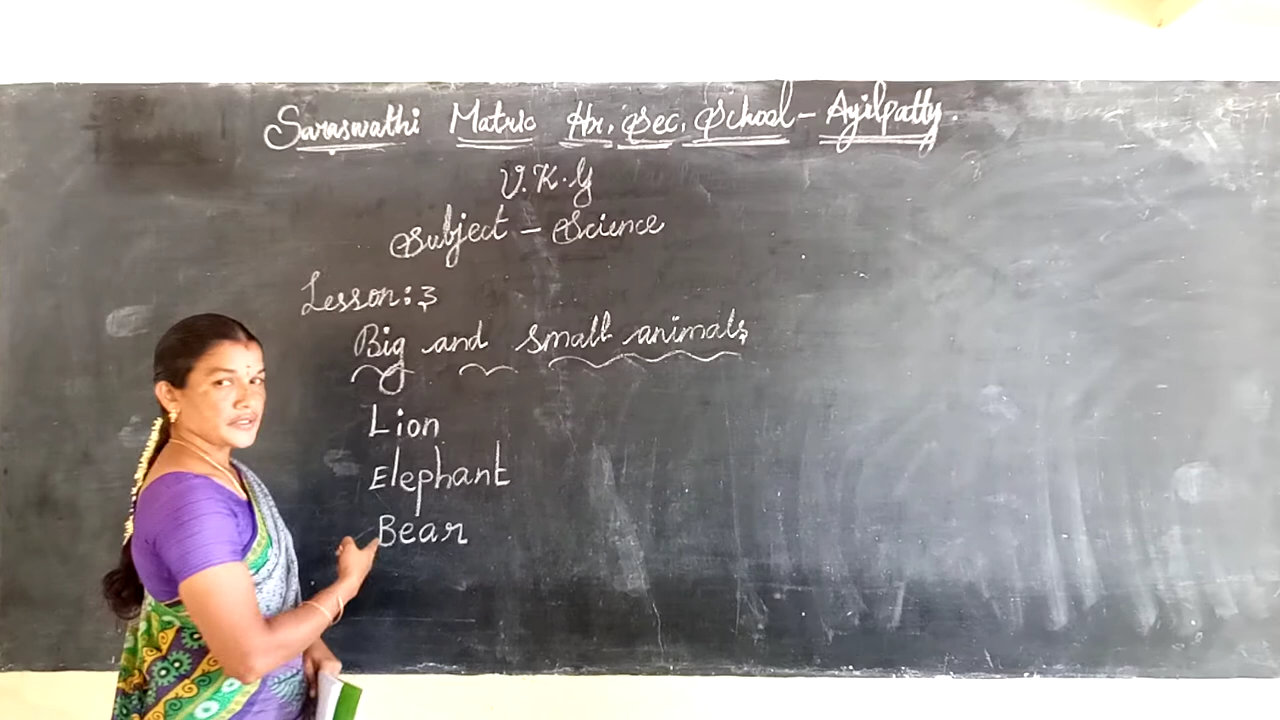 Saraswathi Matric Hr. Sec. School - Ayilpatty.
U.K.G
Subject - Science
Lesson: 3
Big and small animals
Lion
Elephant
Bear